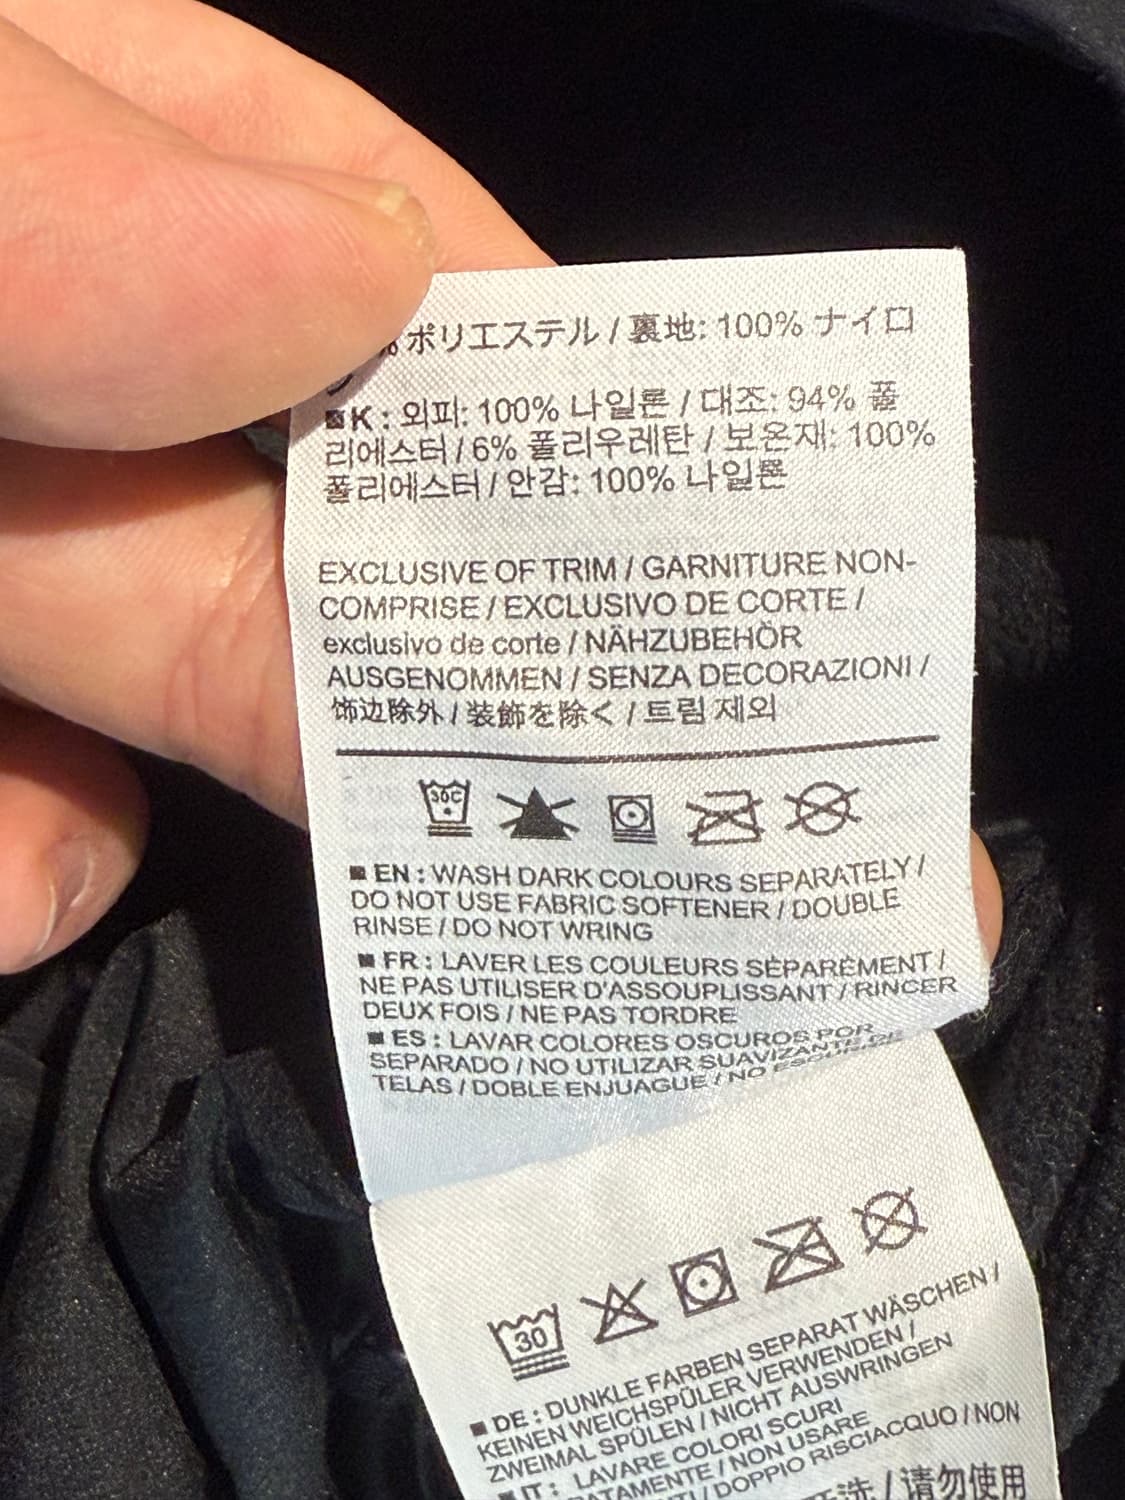 % ポリエステル / 裏地: 100% ナイロ
■K : 외피: 100% 나일론 / 대조: 94% 폴
리에스터 / 6% 폴리우레탄 / 보온재: 100%
폴리에스터 / 안감: 100% 나일론
EXCLUSIVE OF TRIM / GARNITURE NON-
COMPRISE / EXCLUSIVO DE CORTE /
exclusivo de corte / NÄHZUBEHÖR
AUSGENOMMEN / SENZA DECORAZIONI /
饰边除外 / 装飾を除く / 트림 제외
30C
■ EN : WASH DARK COLOURS SEPARATELY /
DO NOT USE FABRIC SOFTENER / DOUBLE
RINSE / DO NOT WRING
■ FR : LAVER LES COULEURS SÉPARÉMENT /
NE PAS UTILISER D'ASSOUPLISSANT / RINCER
DEUX FOIS / NE PAS TORDRE
■ ES : LAVAR COLORES OSCUROS POR
SEPARADO / NO UTILIZAR SUAVIZANTE DE
TELAS / DOBLE ENJUAGUE / NO
30
■ DE : DUNKLE FARBEN SEPARAT WÄSCHEN /
KEINEN WEICHSPÜLER VERWENDEN /
ZWEIMAL SPÜLEN / NICHT AUSWRINGEN
■ IT : LAVARE COLORI SCURI
/ NON USARE
/ DOPPIO RISCIACQUO / NON
洗 / 请勿使用